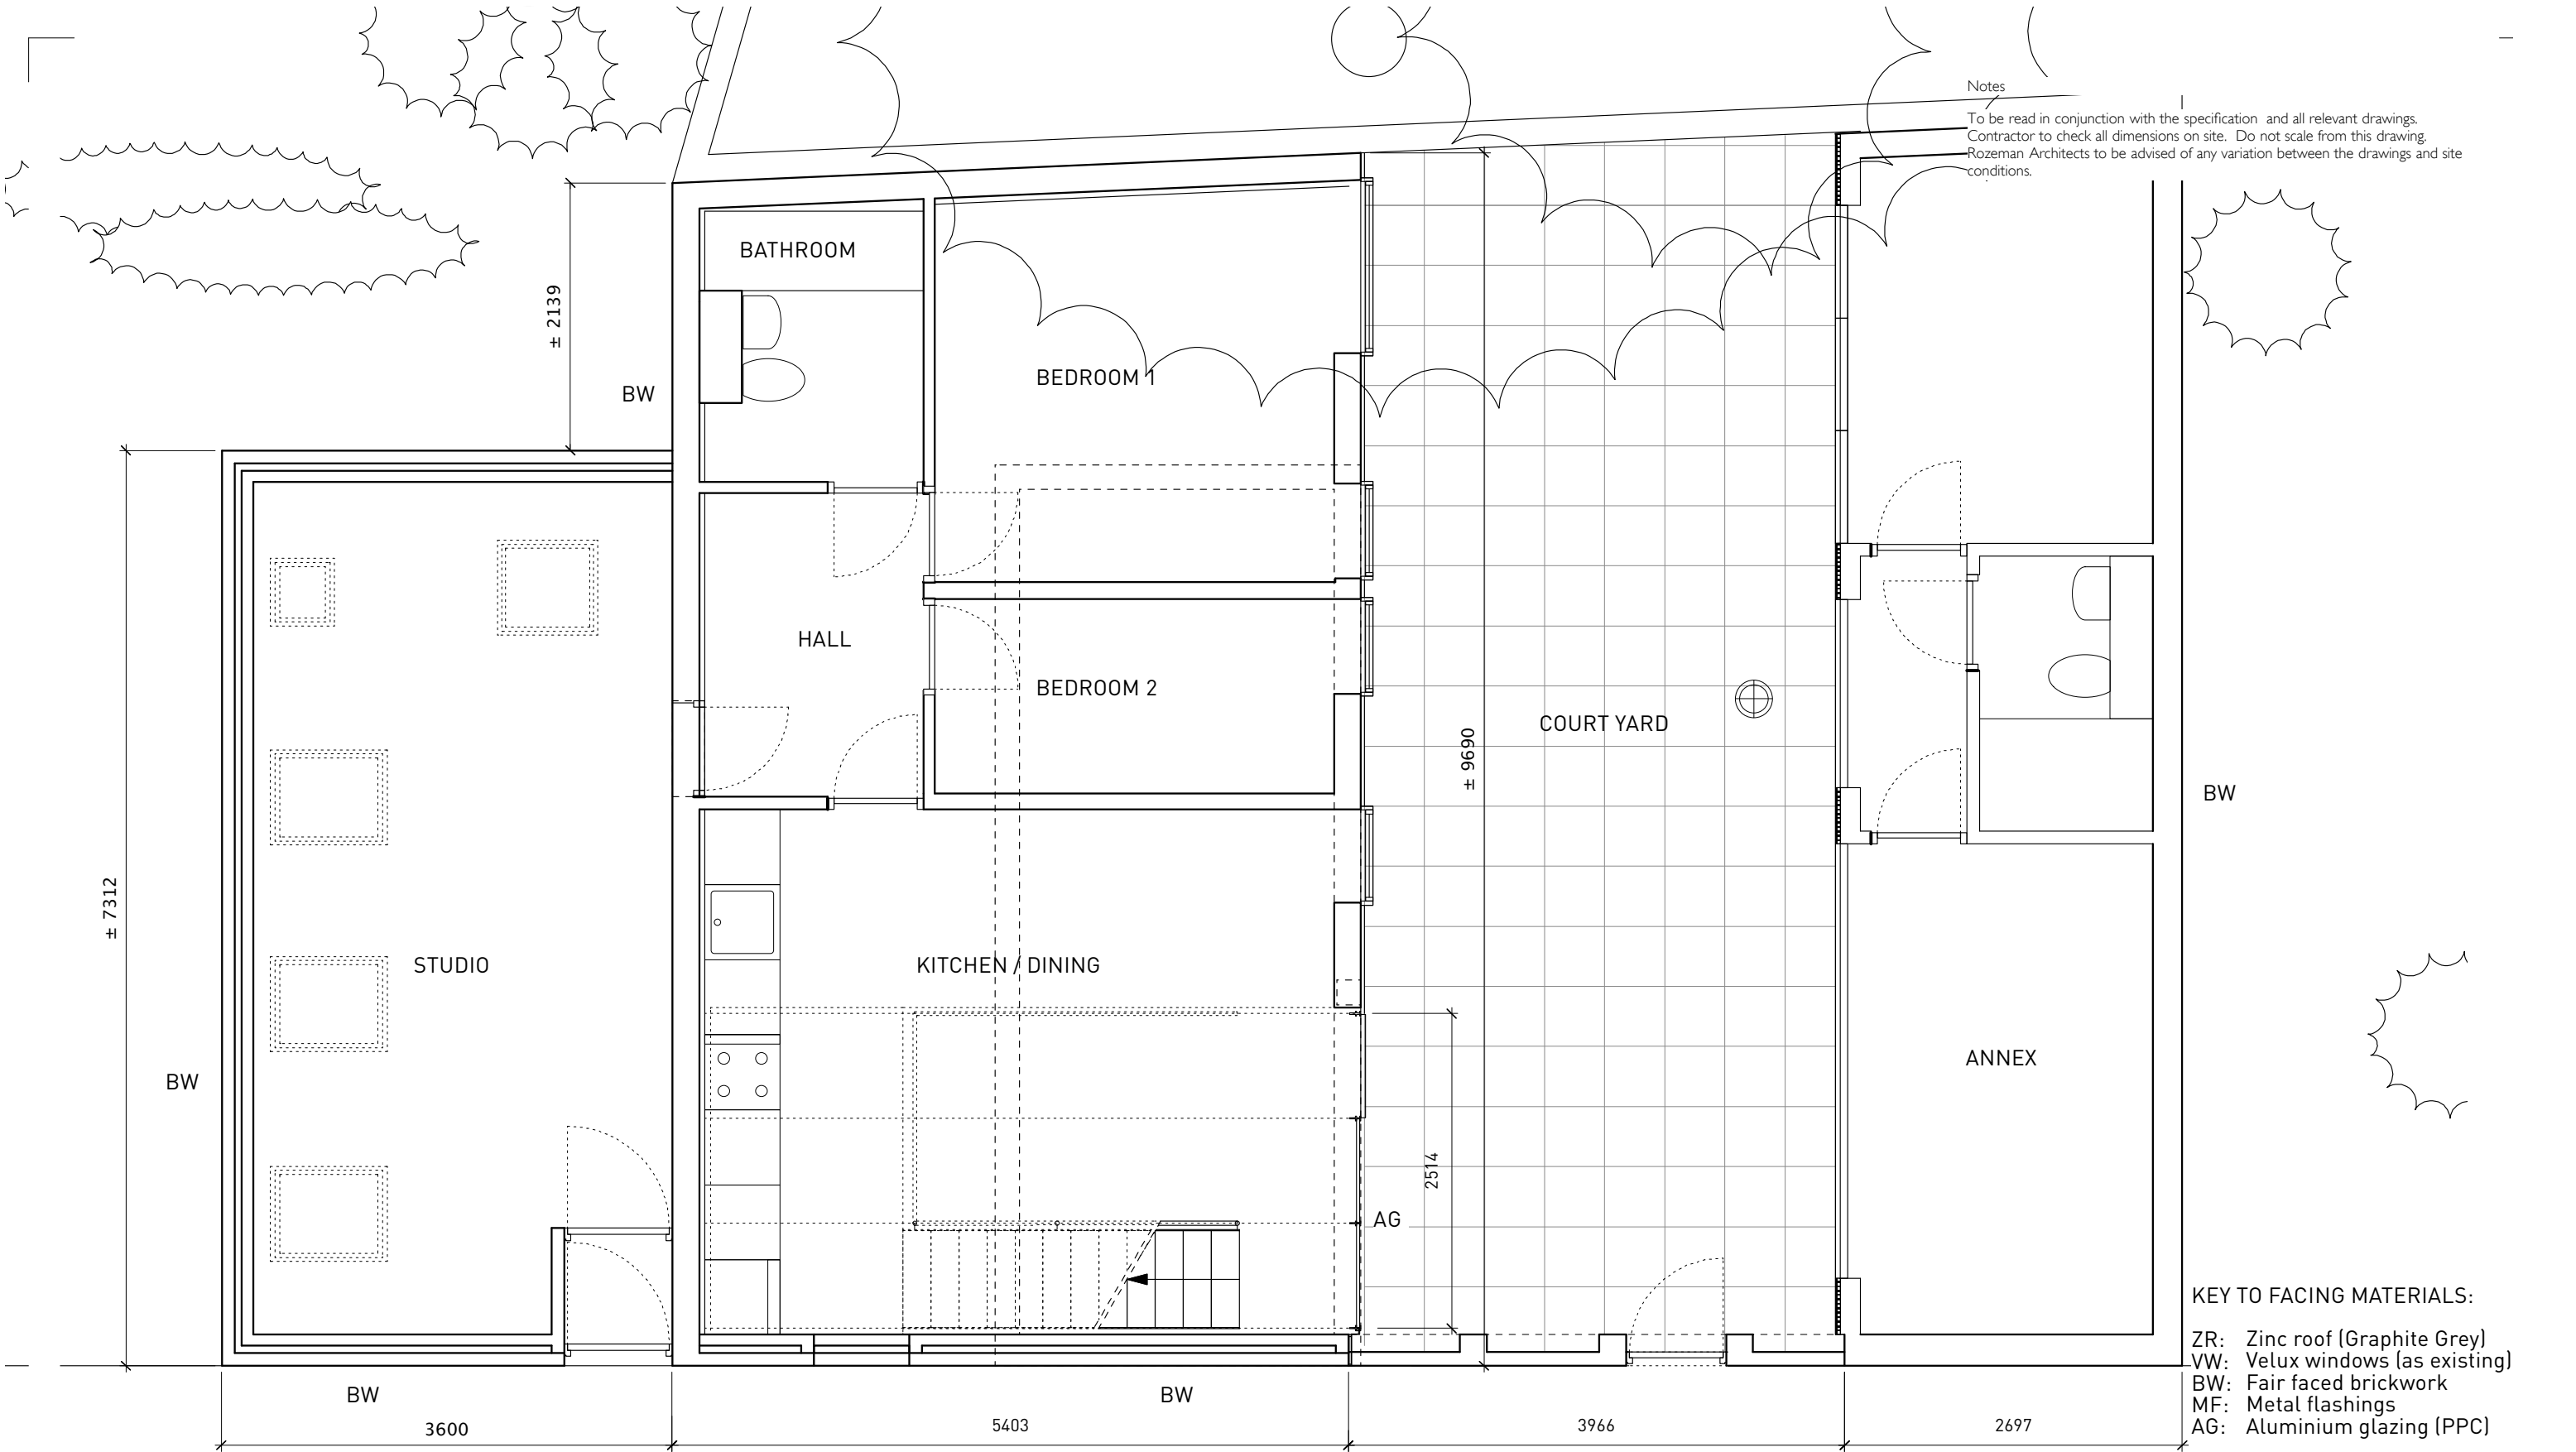 Notes
To be read in conjunction with the specification and all relevant drawings.
Contractor to check all dimensions on site. Do not scale from this drawing.
Rozeman Architects to be advised of any variation between the drawings and site
conditions.
BATHROOM
± 2139
BEDROOM 1
BW
HALL
BEDROOM 2
COURT YARD
± 9690
BW
± 7312
STUDIO
KITCHEN / DINING
ANNEX
BW
2514
AG
KEY TO FACING MATERIALS:
ZR: Zinc roof (Graphite Grey)
VW: Velux windows (as existing)
BW: Fair faced brickwork
MF: Metal flashings
AG: Aluminium glazing (PPC)
BW
BW
3600
5403
3966
2697